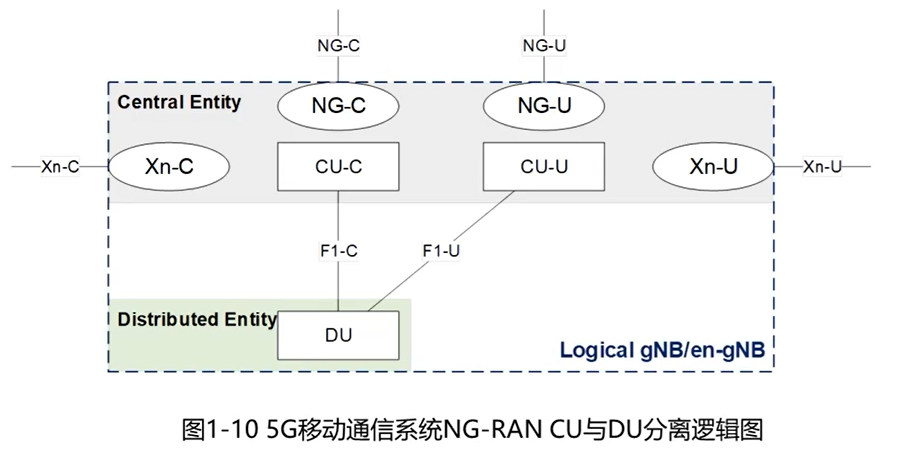 NG-C
NG-U
Central Entity
NG-C
NG-U
Xn-C
Xn-C
CU-C
CU-U
Xn-U
Xn-U
F1-C
F1-U
Distributed Entity
DU
Logical gNB/en-gNB
图1-10 5G移动通信系统NG-RAN CU与DU分离逻辑图